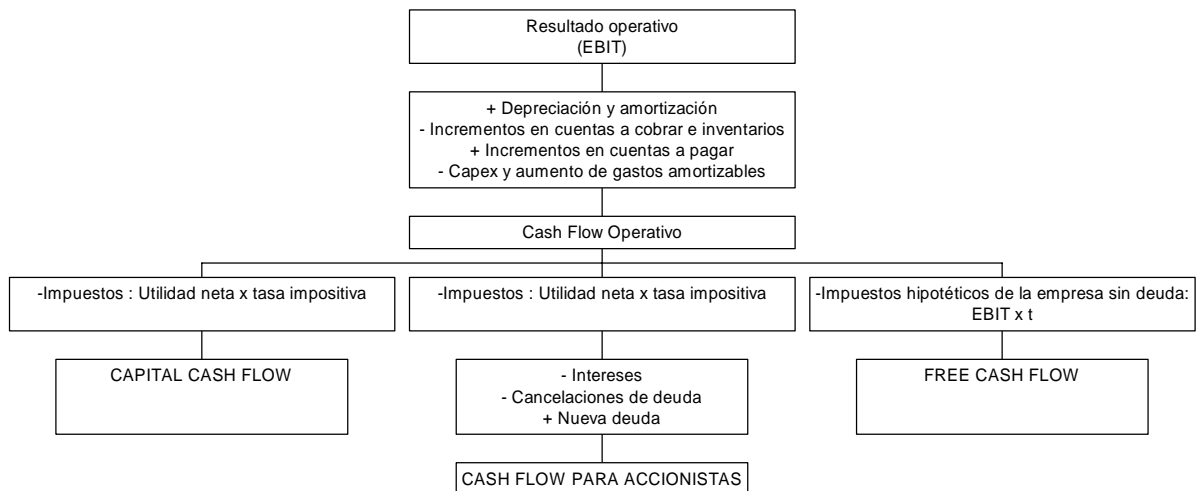 Resultado operativo
(EBIT)
+ Depreciación y amortización
- Incrementos en cuentas a cobrar e inventarios
+ Incrementos en cuentas a pagar
- Capex y aumento de gastos amortizables
Cash Flow Operativo
-Impuestos : Utilidad neta x tasa impositiva
CAPITAL CASH FLOW
-Impuestos : Utilidad neta x tasa impositiva
- Intereses
- Cancelaciones de deuda
+ Nueva deuda
CASH FLOW PARA ACCIONISTAS
-Impuestos hipotéticos de la empresa sin deuda:
EBIT x t
FREE CASH FLOW